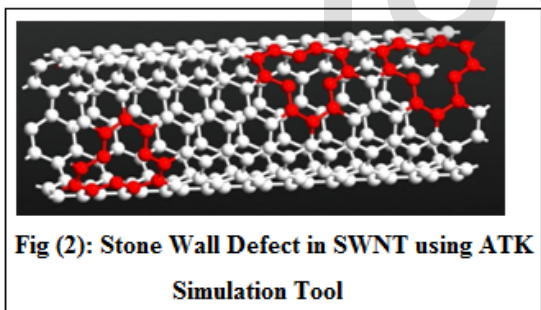 Fig (2): Stone Wall Defect in SWNT using ATK
Simulation Tool